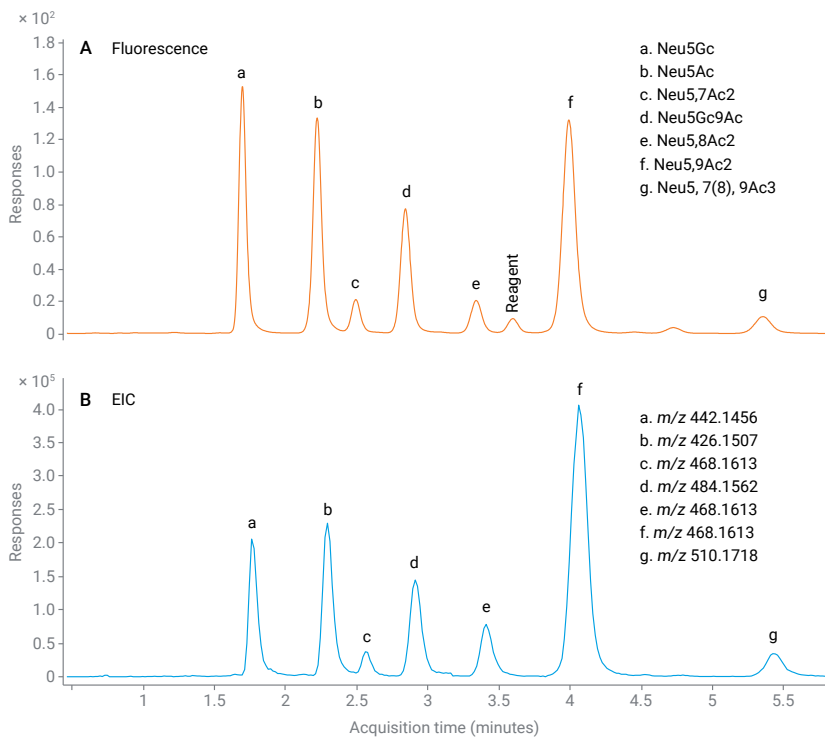 × 10²
A Fluorescence
1.8
1.6
1.4
1.2
1.0
0.8
0.6
0.4
0.2
0
Responses
a
b
c
d
e
Reagent
f
g
a. Neu5Gc
b. Neu5Ac
c. Neu5,7Ac2
d. Neu5Gc9Ac
e. Neu5,8Ac2
f. Neu5,9Ac2
g. Neu5, 7(8), 9Ac3
× 10⁵
B EIC
4.0
3.5
3.0
2.5
2.0
1.5
1.0
0.5
0
Responses
a
b
c
d
e
f
g
a. m/z 442.1456
b. m/z 426.1507
c. m/z 468.1613
d. m/z 484.1562
e. m/z 468.1613
f. m/z 468.1613
g. m/z 510.1718
1 1.5 2 2.5 3 3.5 4 4.5 5 5.5
Acquisition time (minutes)